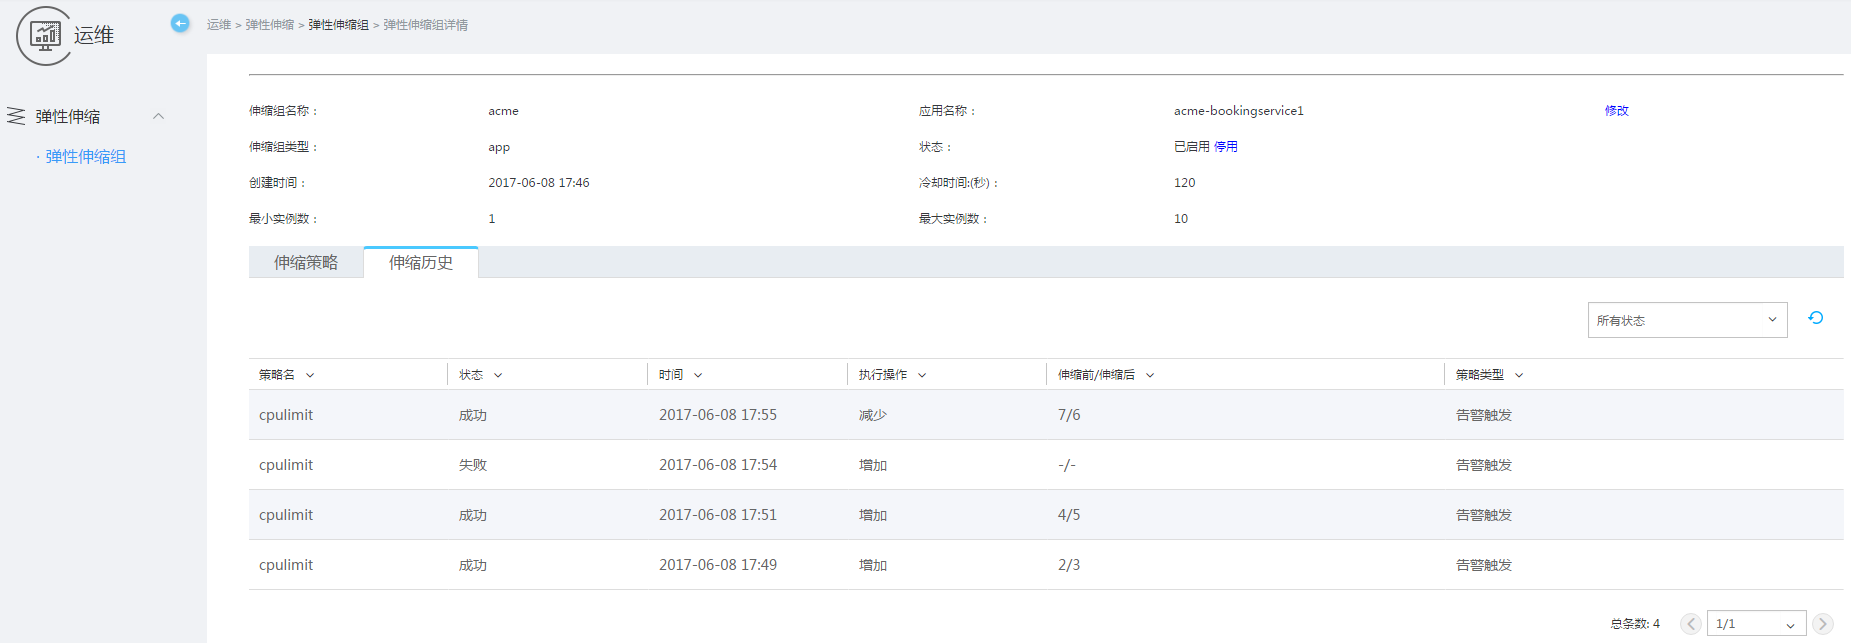 运维
运维 > 弹性伸缩 > 弹性伸缩组 > 弹性伸缩组详情
弹性伸缩
· 弹性伸缩组
伸缩组名称： acme 应用名称： acme-bookingservice1 修改
伸缩组类型： app 状态： 已启用 停用
创建时间： 2017-06-08 17:46 冷却时间:(秒)： 120
最小实例数： 1 最大实例数： 10
伸缩策略 伸缩历史
所有状态
策略名 状态 时间 执行操作 伸缩前/伸缩后 策略类型
cpulimit 成功 2017-06-08 17:55 减少 7/6 告警触发
cpulimit 失败 2017-06-08 17:54 增加 -/- 告警触发
cpulimit 成功 2017-06-08 17:51 增加 4/5 告警触发
cpulimit 成功 2017-06-08 17:49 增加 2/3 告警触发
总条数: 4 1/1